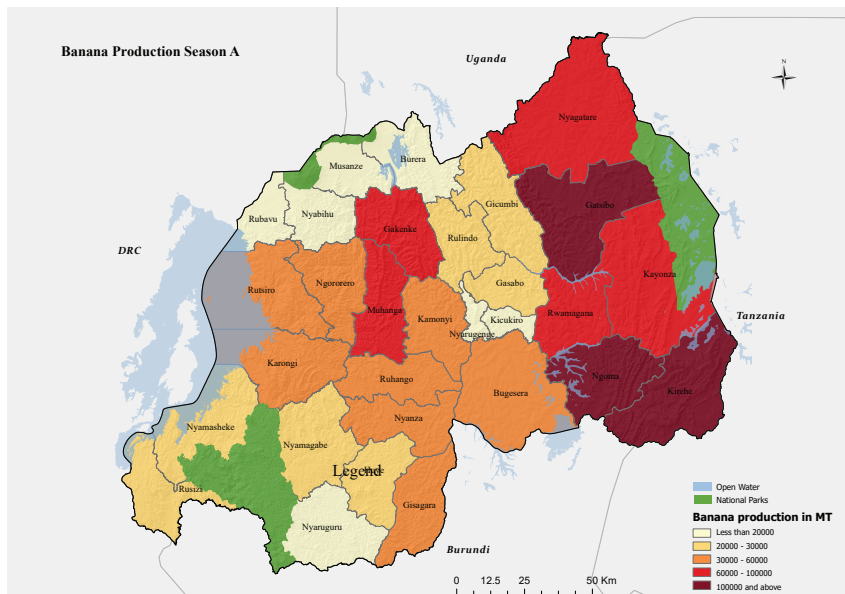 Banana Production Season A
Uganda
Nyagatare
Musanze
Burera
Gatsibo
Gicumbi
Rubavu
Nyabihu
Gakenke
Rulindo
DRC
Kayonza
Rutsiro
Ngororero
Gasabo
Muhanga
Kamonyi
Rwamagana
Tanzania
Kicukiro
Nyarugenge
Karongi
Ruhango
Ngoma
Kirehe
Bugesera
Nyanza
Nyamasheke
Nyamagabe
Legend
Rusizi
Gisagara
Nyaruguru
Burundi
Open Water
National Parks
Banana production in MT
Less than 20000
20000 - 30000
30000 - 60000
60000 - 100000
100000 and above
0 12.5 25 50 Km